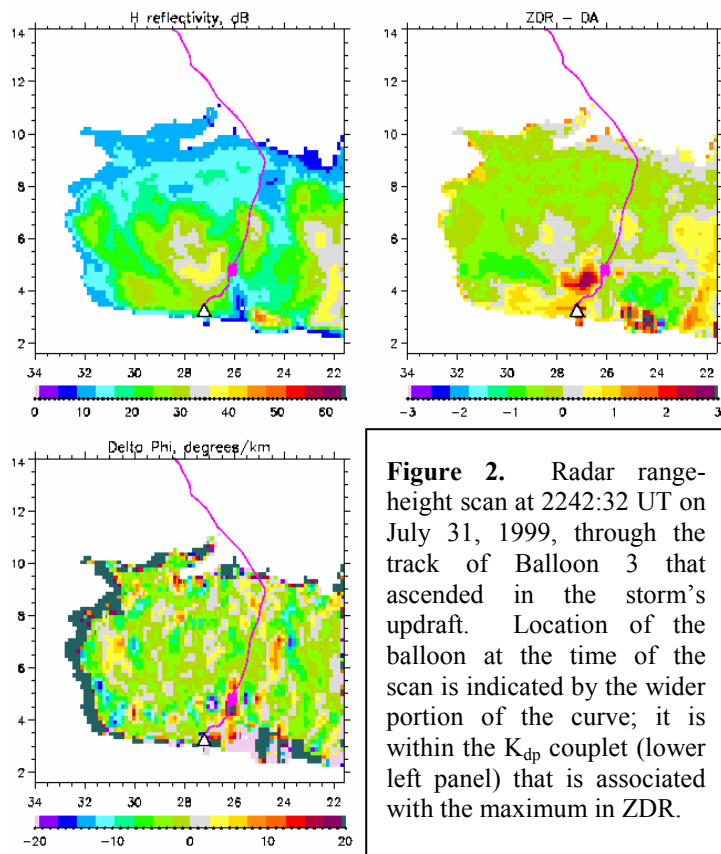 H reflectivity, dB
14
12
10
8
6
4
2
34 32 30 28 26 24 22
0 10 20 30 40 50 60
ZDR – DA
14
12
10
8
6
4
2
34 32 30 28 26 24 22
−3 −2 −1 0 1 2 3
Delta Phi, degrees/km
14
12
10
8
6
4
2
34 32 30 28 26 24 22
−20 −10 0 10 20
Figure 2. Radar range-
height scan at 2242:32 UT on
July 31, 1999, through the
track of Balloon 3 that
ascended in the storm's
updraft. Location of the
balloon at the time of the
scan is indicated by the wider
portion of the curve; it is
within the Kdp couplet (lower
left panel) that is associated
with the maximum in ZDR.